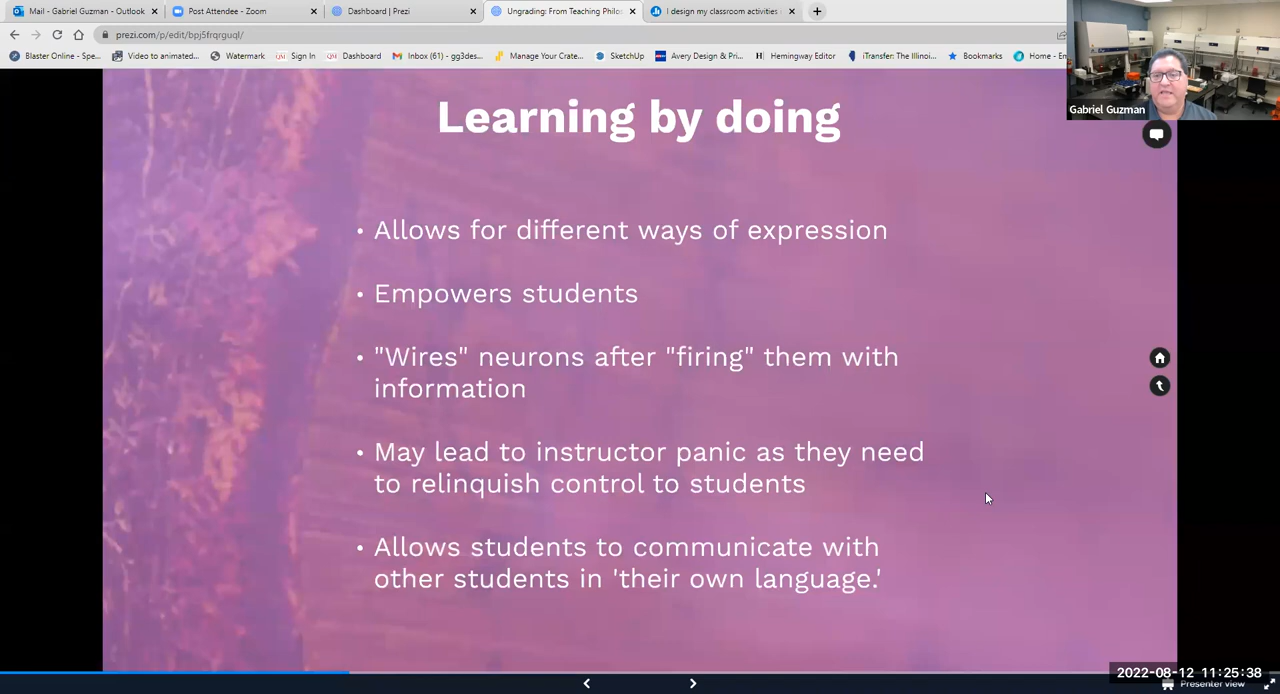 Mail - Gabriel Guzman - Outlook
Post Attendee - Zoom
Dashboard | Prezi
Ungrading: From Teaching Philos
I design my classroom activities
prezi.com/p/edit/bpj5frqrguql/
Blaster Online - Spe...
Video to animated...
Watermark
Sign In
Dashboard
Inbox (61) - gg3des...
Manage Your Crate...
SketchUp
Avery Design & Pri...
Hemingway Editor
iTransfer: The Illinoi...
Bookmarks
Home - En
Gabriel Guzman
Learning by doing
• Allows for different ways of expression
• Empowers students
• "Wires" neurons after "firing" them with
information
• May lead to instructor panic as they need
to relinquish control to students
• Allows students to communicate with
other students in 'their own language.'
2022-08-12 11:25:38
Presenter view